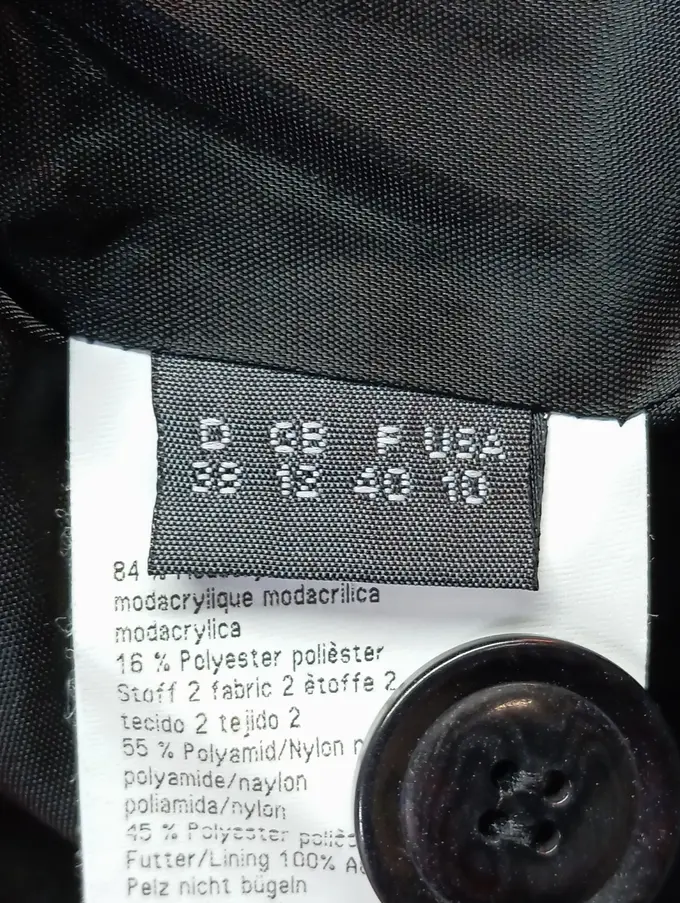 D GB F USA
38 12 40 10
84 %
modacrylique modacrilica
modacrylica
16 % Polyester polièster
Stoff 2 fabric 2 ètoffe 2
tecido 2 tejido 2
55 % Polyamid/Nylon
polyamide/naylon
poliamida/nylon
45 % Polyester
Futter/Lining 100%
Pelz nicht bügeln